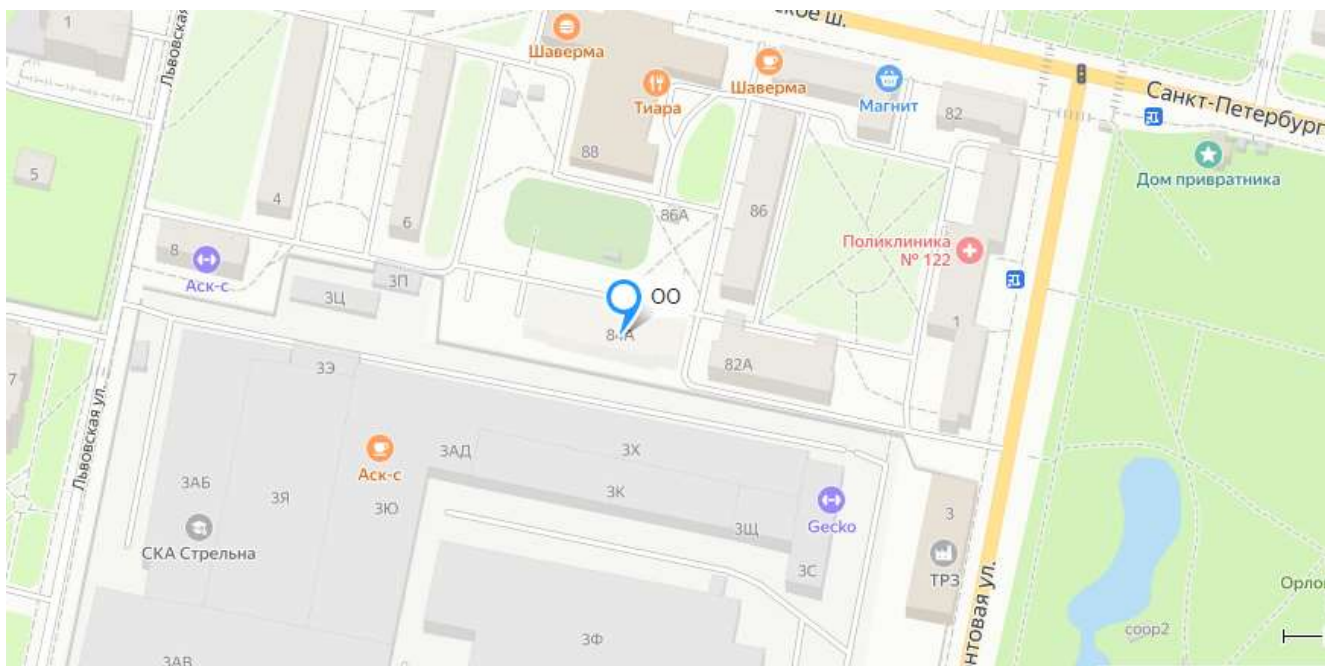 1
Львовская
ское ш.
Шаверма
Тиара
Шаверма
Магнит
82
Санкт-Петербург
Дом привратника
5
88
4
6
86А
86
Поликлиника
№ 122
8
Аск-с
3Ц
3П
ОО
84А
1
82А
7
3Э
Львовская ул.
3АД
3Х
Аск-с
3АБ
3Я
3Ю
3К
3Щ
Gecko
3
СКА Стрельна
3С
ТРЗ
Орло
нтовая ул.
3Ф
соор2
3АВ